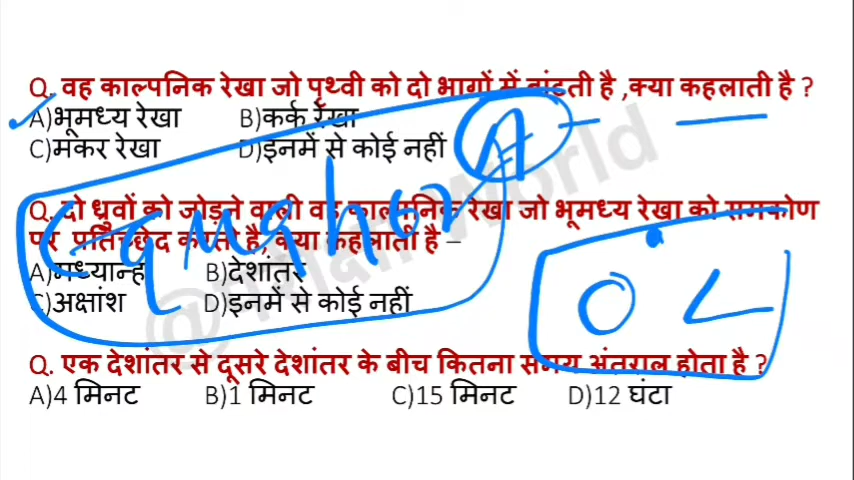 Q. वह काल्पनिक रेखा जो पृथ्वी को दो भागों में बांटती है ,क्या कहलाती है ?
A)भूमध्य रेखा B)कर्क रेखा
C)मकर रेखा D)इनमें से कोई नहीं
A
Q. दो ध्रुवों को जोड़ने वाली वह काल्पनिक रेखा जो भूमध्य रेखा को समकोण
पर प्रतिच्छेद करती है, क्या कहलाती है –
A)मध्यान्ह B)देशांतर
C)अक्षांश D)इनमें से कोई नहीं
Q. एक देशांतर से दूसरे देशांतर के बीच कितना समय अंतराल होता है ?
A)4 मिनट B)1 मिनट C)15 मिनट D)12 घंटा